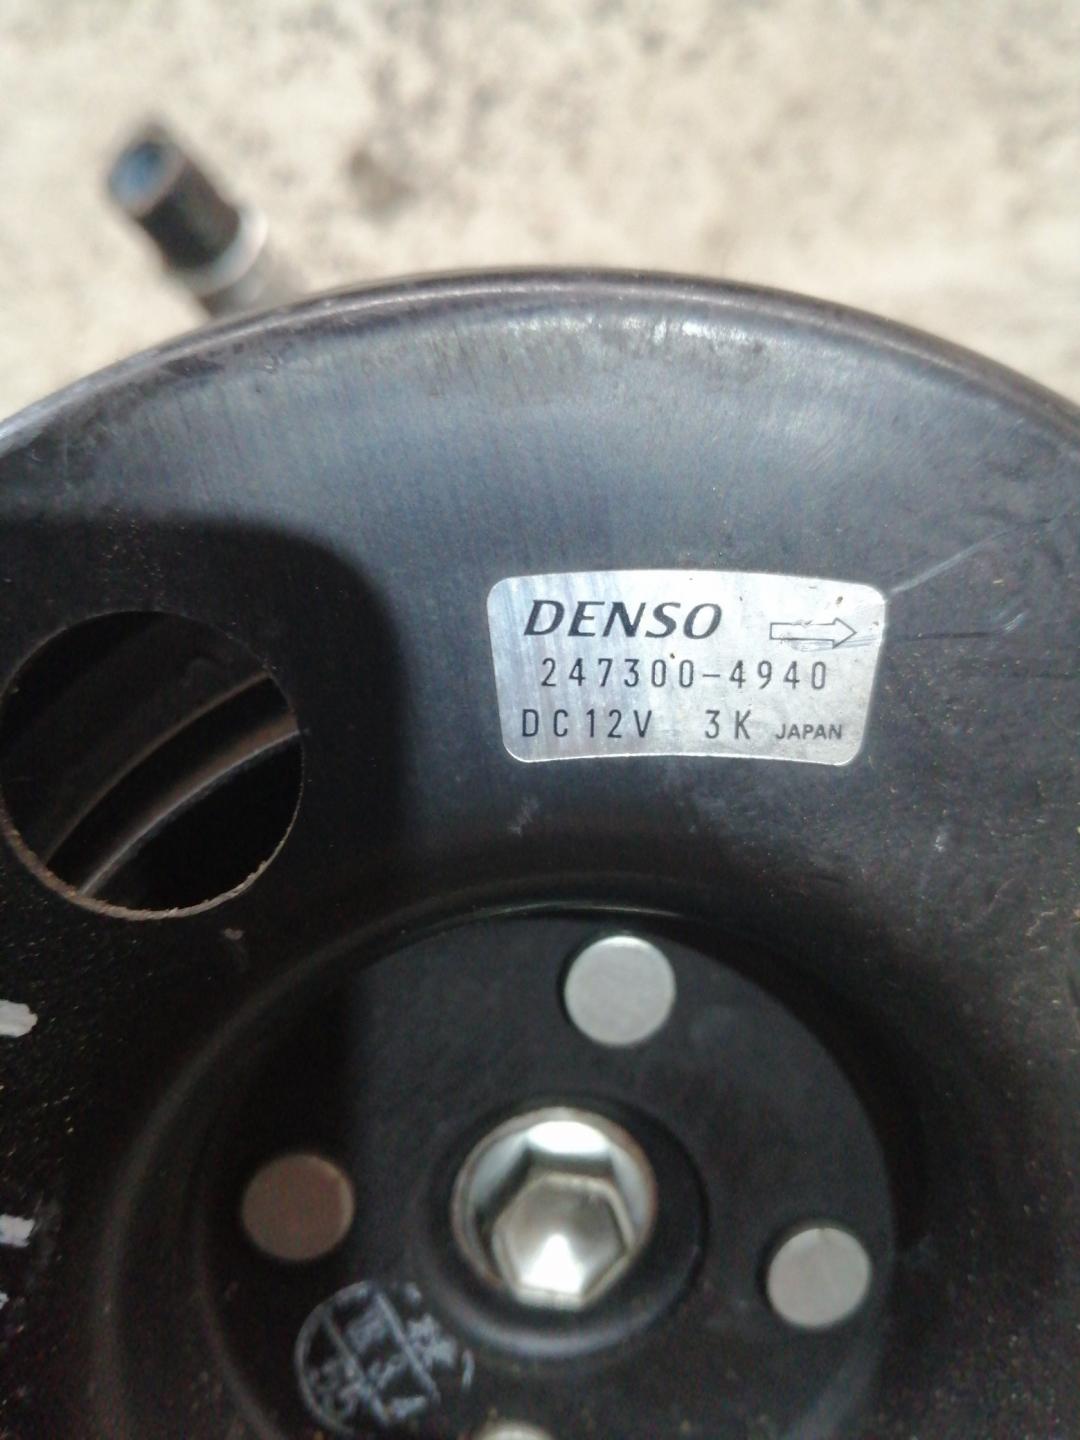 DENSO
247300-4940
DC12V 3K JAPAN